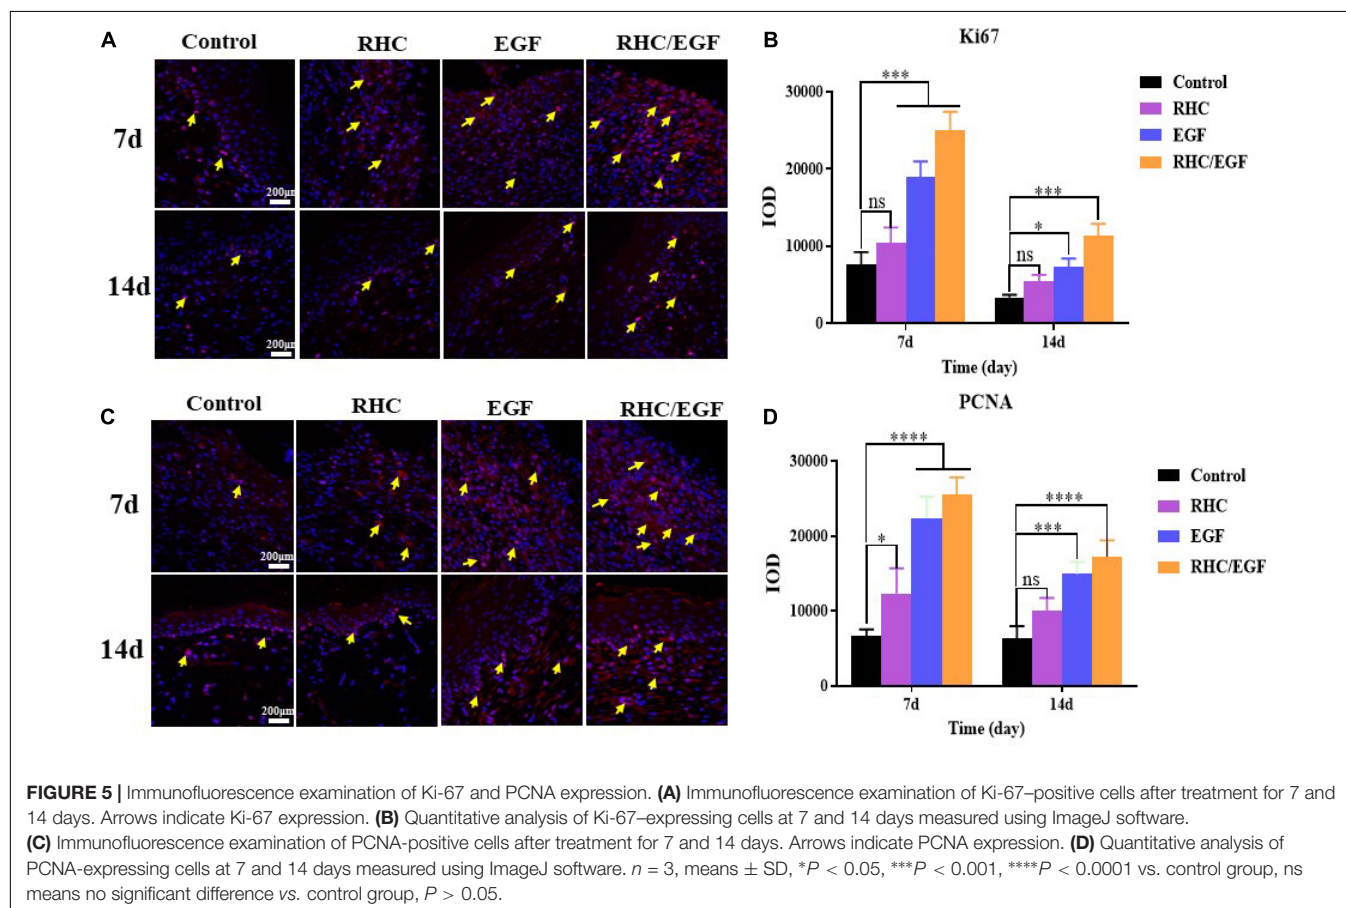 A
Control
RHC
EGF
RHC/EGF
7d
200μm
14d
200μm
B
Ki67
***
ns
***
*
ns
30000
20000
10000
0
IOD
7d
14d
Time (day)
Control
RHC
EGF
RHC/EGF
C
Control
RHC
EGF
RHC/EGF
7d
200μm
14d
200μm
D
PCNA
****
*
****
***
ns
30000
20000
10000
0
IOD
7d
14d
Time (day)
Control
RHC
EGF
RHC/EGF
FIGURE 5 | Immunofluorescence examination of Ki-67 and PCNA expression. (A) Immunofluorescence examination of Ki-67–positive cells after treatment for 7 and
14 days. Arrows indicate Ki-67 expression. (B) Quantitative analysis of Ki-67–expressing cells at 7 and 14 days measured using ImageJ software.
(C) Immunofluorescence examination of PCNA-positive cells after treatment for 7 and 14 days. Arrows indicate PCNA expression. (D) Quantitative analysis of
PCNA-expressing cells at 7 and 14 days measured using ImageJ software. n = 3, means ± SD, *P < 0.05, ***P < 0.001, ****P < 0.0001 vs. control group, ns
means no significant difference vs. control group, P > 0.05.